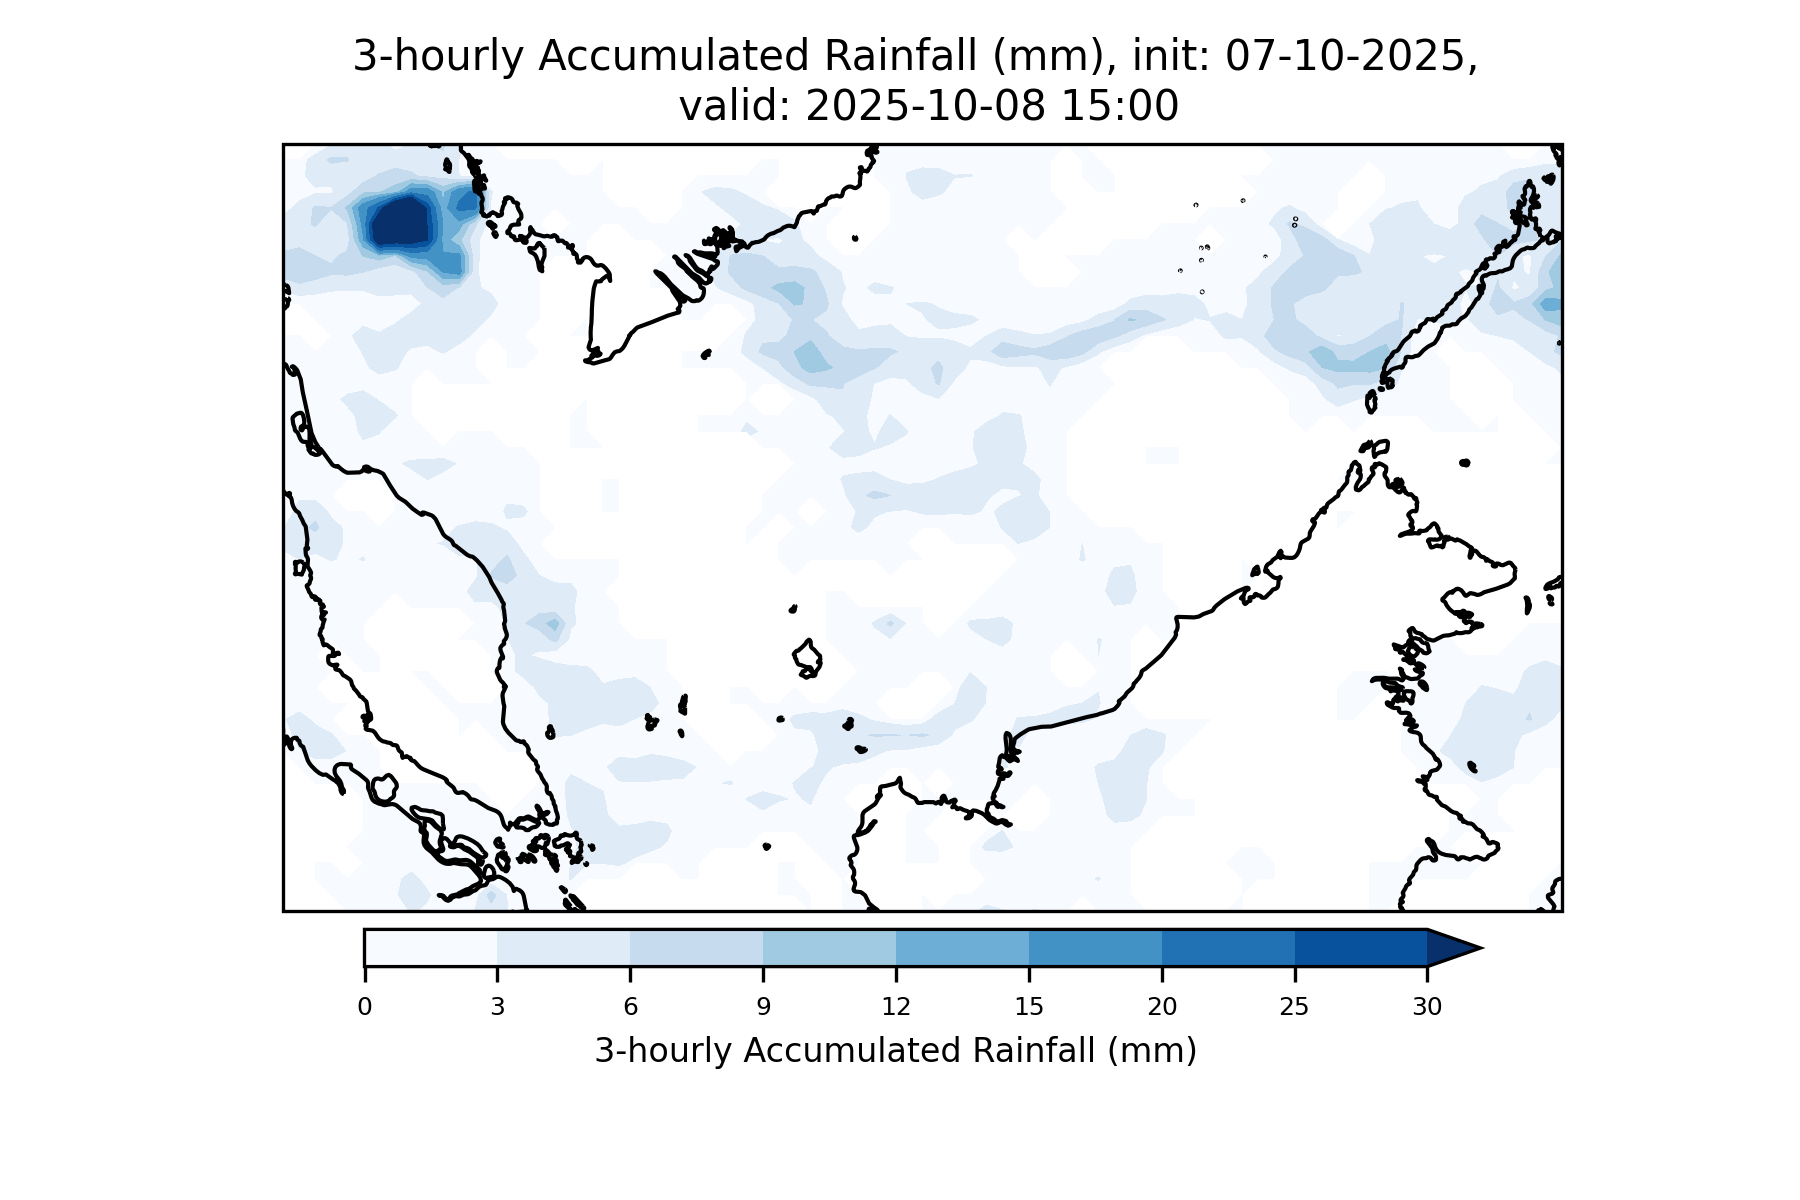 3-hourly Accumulated Rainfall (mm), init: 07-10-2025,
valid: 2025-10-08 15:00
0 3 6 9 12 15 20 25 30
3-hourly Accumulated Rainfall (mm)